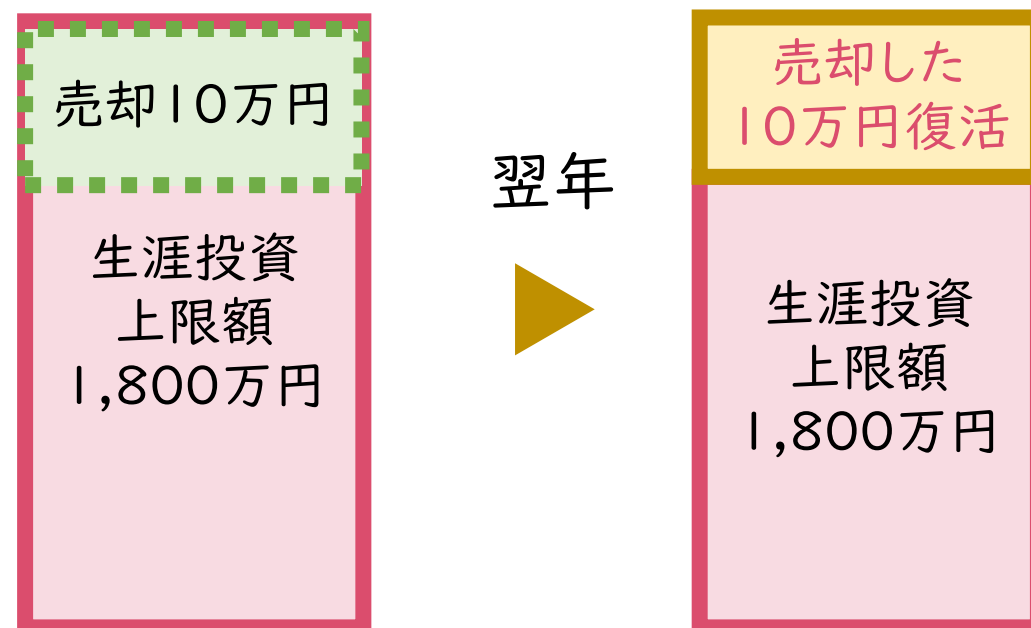 売却10万円
生涯投資
上限額
1,800万円
翌年
売却した
10万円復活
生涯投資
上限額
1,800万円